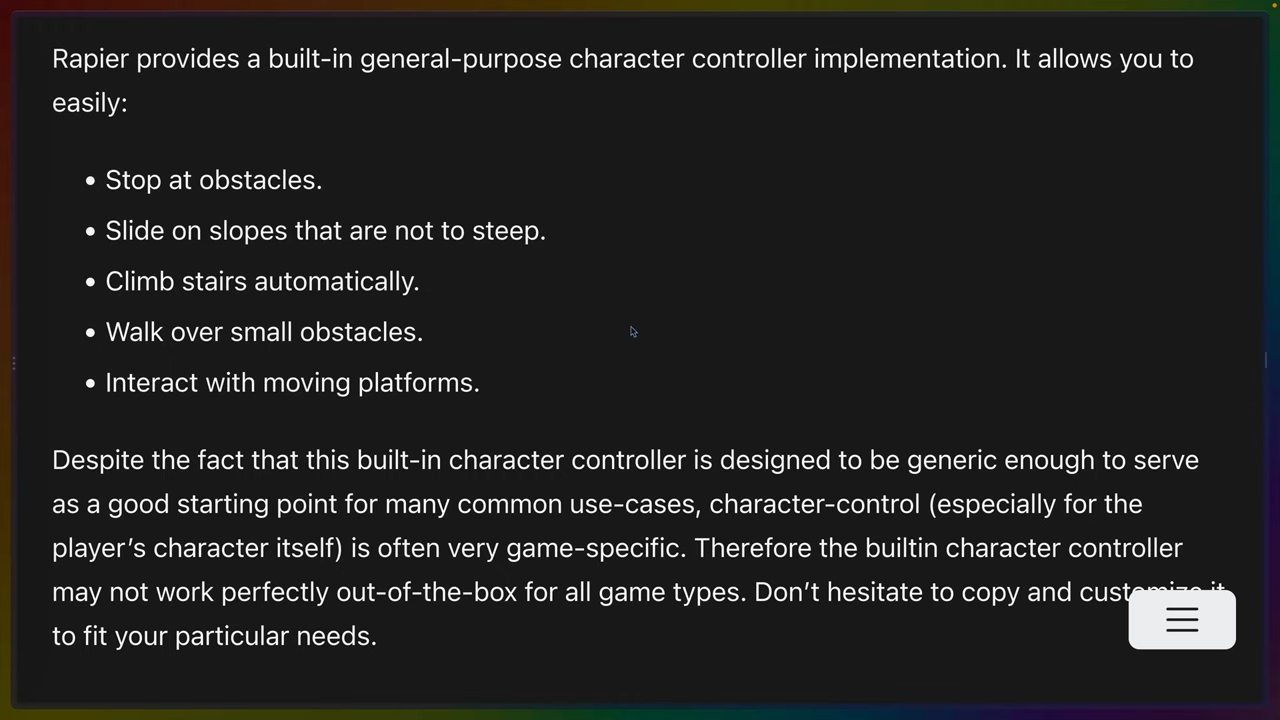 Rapier provides a built-in general-purpose character controller implementation. It allows you to
easily:
• Stop at obstacles.
• Slide on slopes that are not to steep.
• Climb stairs automatically.
• Walk over small obstacles.
• Interact with moving platforms.
Despite the fact that this built-in character controller is designed to be generic enough to serve
as a good starting point for many common use-cases, character-control (especially for the
player’s character itself) is often very game-specific. Therefore the builtin character controller
may not work perfectly out-of-the-box for all game types. Don’t hesitate to copy and customize it
to fit your particular needs.